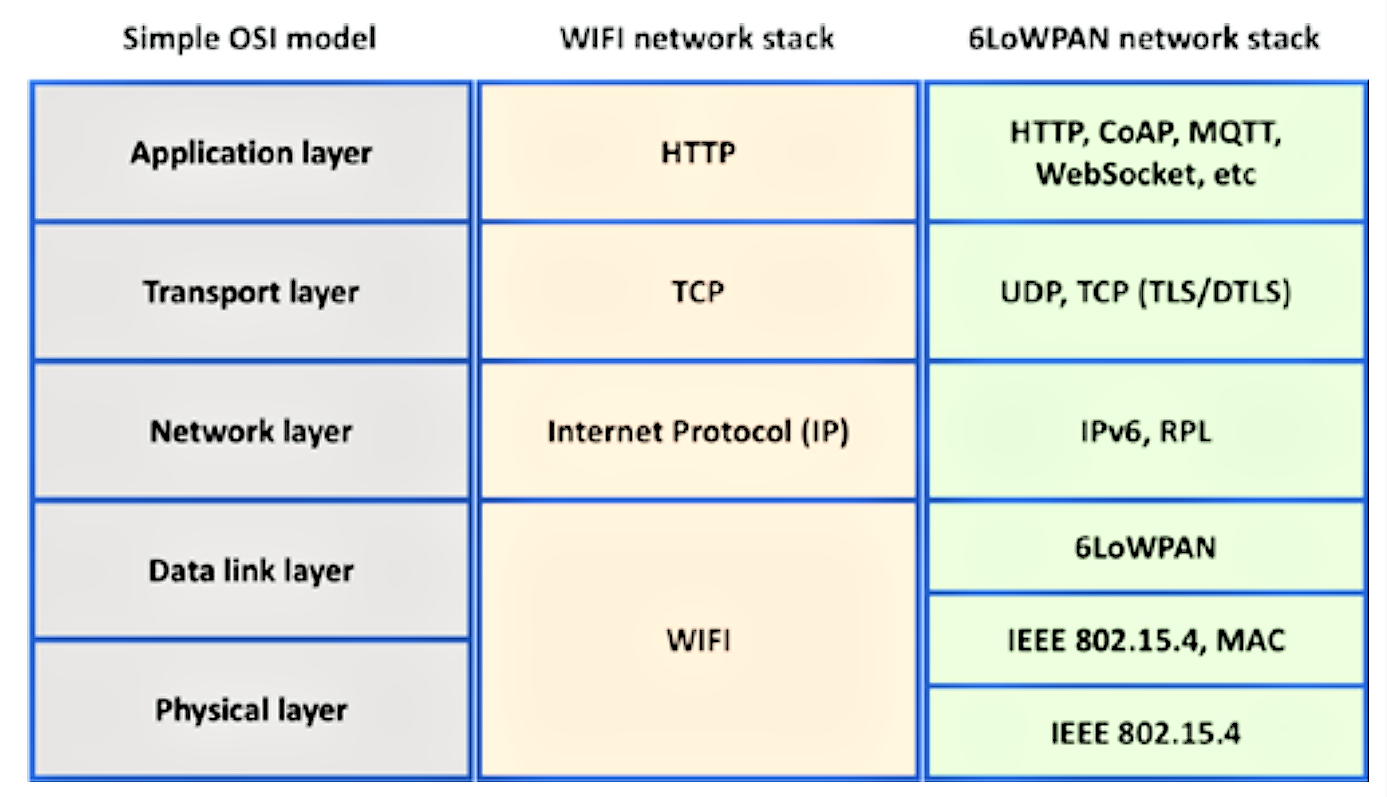 Simple OSI model
WIFI network stack
6LoWPAN network stack
Application layer
HTTP
HTTP, CoAP, MQTT,
WebSocket, etc
Transport layer
TCP
UDP, TCP (TLS/DTLS)
Network layer
Internet Protocol (IP)
IPv6, RPL
Data link layer
WIFI
6LoWPAN
IEEE 802.15.4, MAC
Physical layer
IEEE 802.15.4